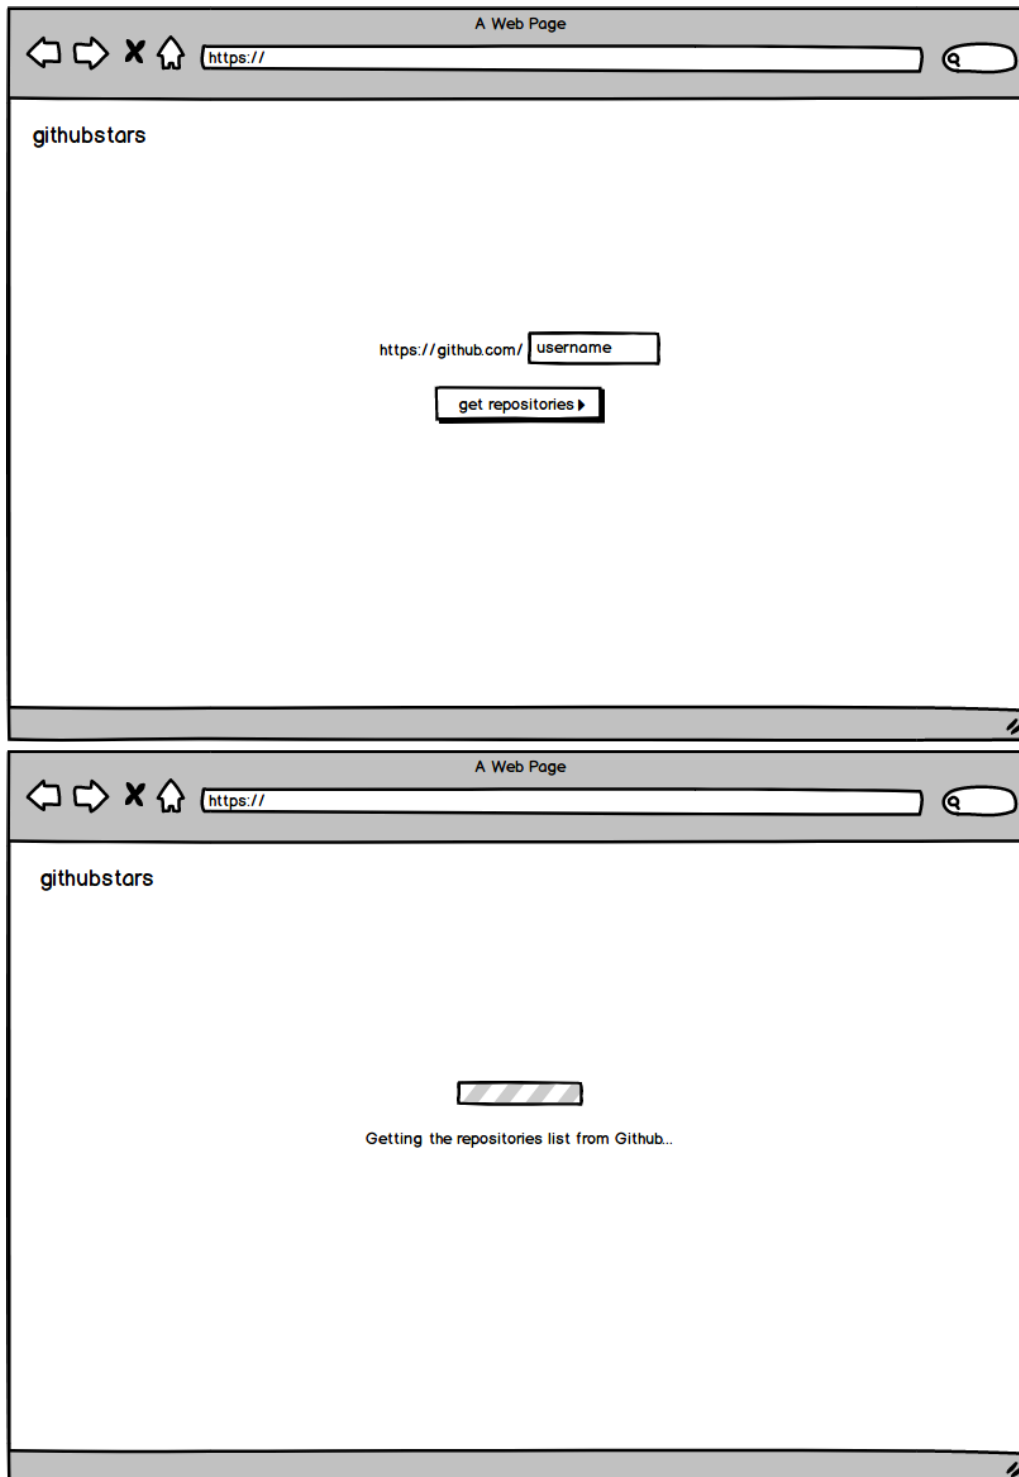 A Web Page
https://
githubstars
https://github.com/ username
get repositories
A Web Page
https://
githubstars
Getting the repositories list from Github...